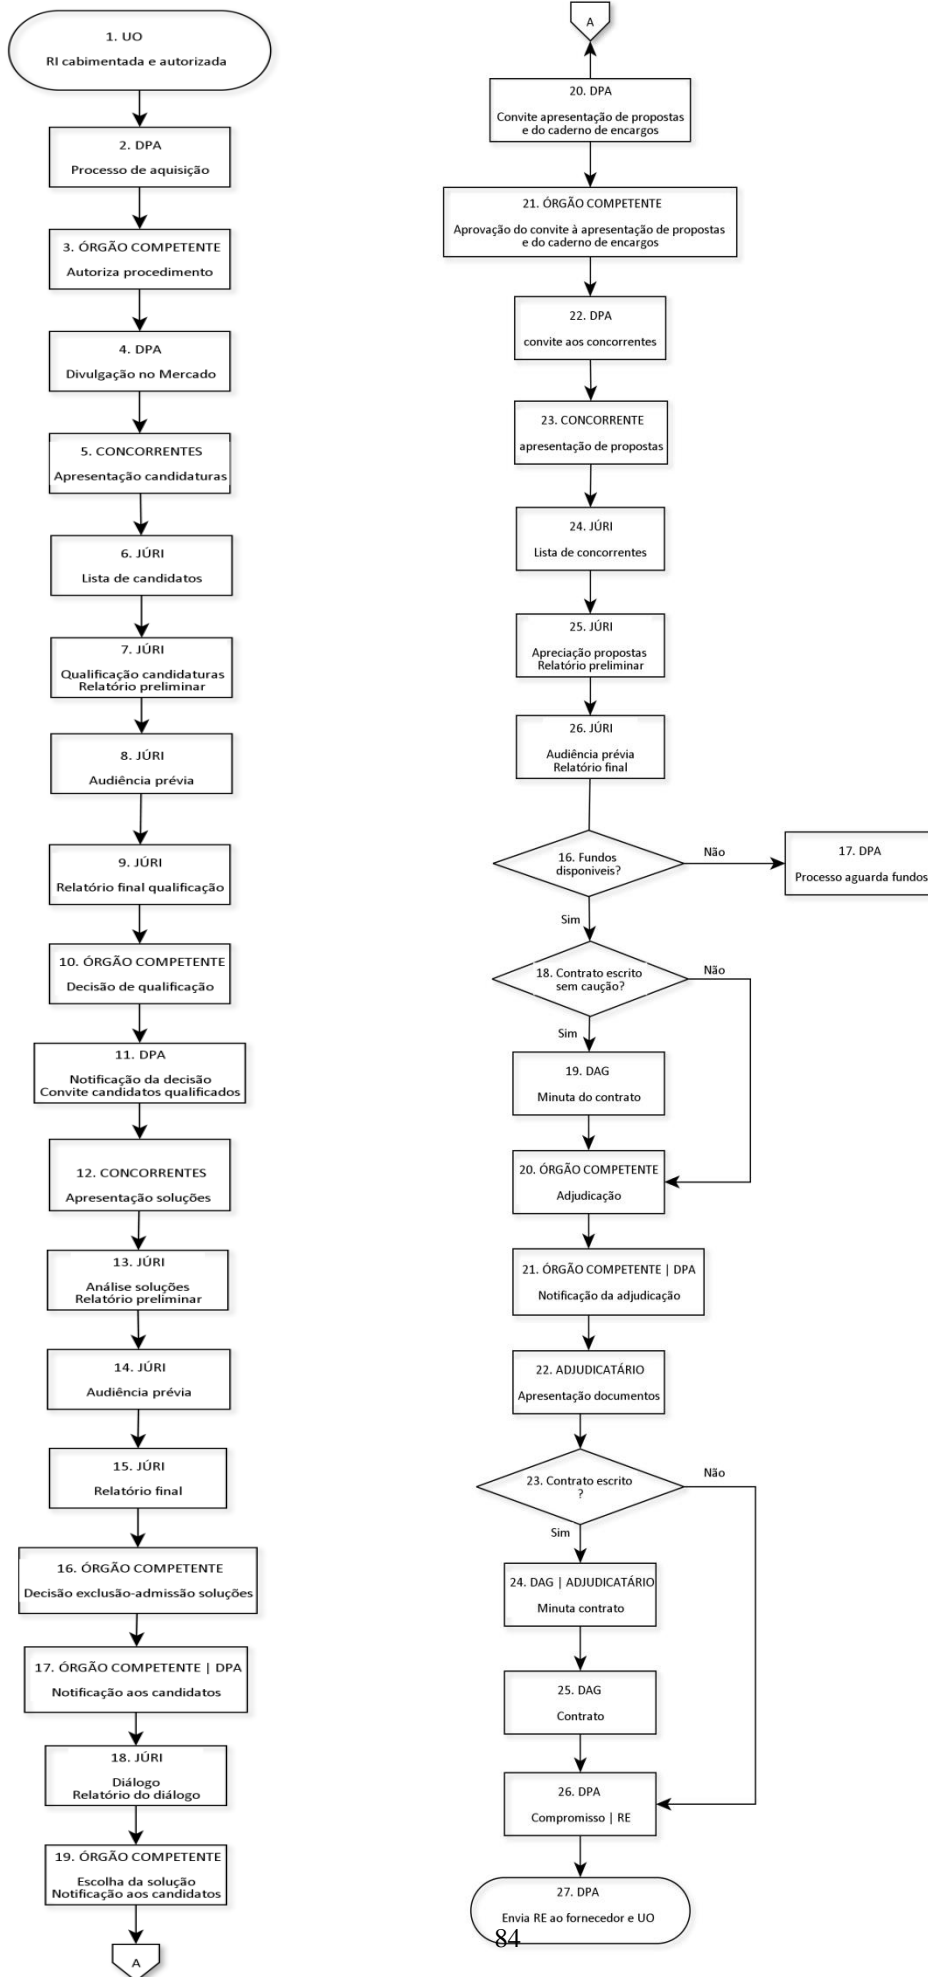 1. UO
RI cabimentada e autorizada
2. DPA
Processo de aquisição
3. ÓRGÃO COMPETENTE
Autoriza procedimento
4. DPA
Divulgação no Mercado
5. CONCORRENTES
Apresentação candidaturas
6. JÚRI
Lista de candidatos
7. JÚRI
Qualificação candidaturas
Relatório preliminar
8. JÚRI
Audiência prévia
9. JÚRI
Relatório final qualificação
10. ÓRGÃO COMPETENTE
Decisão de qualificação
11. DPA
Notificação da decisão
Convite candidatos qualificados
12. CONCORRENTES
Apresentação soluções
13. JÚRI
Análise soluções
Relatório preliminar
14. JÚRI
Audiência prévia
15. JÚRI
Relatório final
16. ÓRGÃO COMPETENTE
Decisão exclusão-admissão soluções
17. ÓRGÃO COMPETENTE | DPA
Notificação aos candidatos
18. JÚRI
Diálogo
Relatório do diálogo
19. ÓRGÃO COMPETENTE
Escolha da solução
Notificação aos candidatos
A
A
20. DPA
Convite apresentação de propostas
e do caderno de encargos
21. ÓRGÃO COMPETENTE
Aprovação do convite à apresentação de propostas
e do caderno de encargos
22. DPA
convite aos concorrentes
23. CONCORRENTE
apresentação de propostas
24. JÚRI
Lista de concorrentes
25. JÚRI
Apreciação propostas
Relatório preliminar
26. JÚRI
Audiência prévia
Relatório final
16. Fundos
disponiveis?
Não
17. DPA
Processo aguarda fundos
Sim
18. Contrato escrito
sem caução?
Não
Sim
19. DAG
Minuta do contrato
20. ÓRGÃO COMPETENTE
Adjudicação
21. ÓRGÃO COMPETENTE | DPA
Notificação da adjudicação
22. ADJUDICATÁRIO
Apresentação documentos
23. Contrato escrito
?
Não
Sim
24. DAG | ADJUDICATÁRIO
Minuta contrato
25. DAG
Contrato
26. DPA
Compromisso | RE
27. DPA
Envia RE ao fornecedor e UO
84